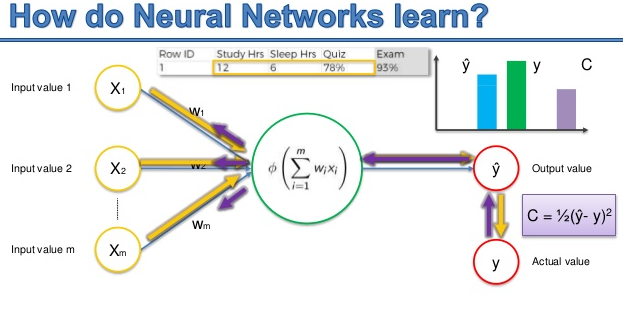 How do Neural Networks learn?
Row ID Study Hrs Sleep Hrs Quiz Exam
1 12 6 78% 93%
ŷ y C
Input value 1
X1
W1
Input value 2
X2
W2
ϕ ( m ∑ i=1 wixi )
ŷ
Output value
C = ½(ŷ- y)²
Wm
Input value m
Xm
y
Actual value